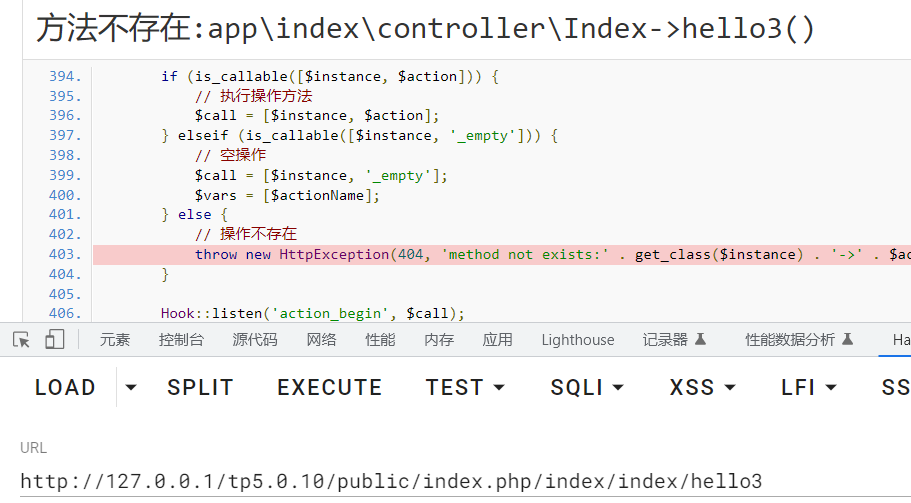 方法不存在:app\index\controller\Index->hello3()
394. if (is_callable([$instance, $action])) {
395. // 执行操作方法
396. $call = [$instance, $action];
397. } elseif (is_callable([$instance, '_empty'])) {
398. // 空操作
399. $call = [$instance, '_empty'];
400. $vars = [$actionName];
401. } else {
402. // 操作不存在
403. throw new HttpException(404, 'method not exists:' . get_class($instance) . '->' . $ac
404. }
405.
406. Hook::listen('action_begin', $call);
元素 控制台 源代码 网络 性能 内存 应用 Lighthouse 记录器 性能数据分析 Ha
LOAD SPLIT EXECUTE TEST SQLI XSS LFI SS
URL
http://127.0.0.1/tp5.0.10/public/index.php/index/index/hello3